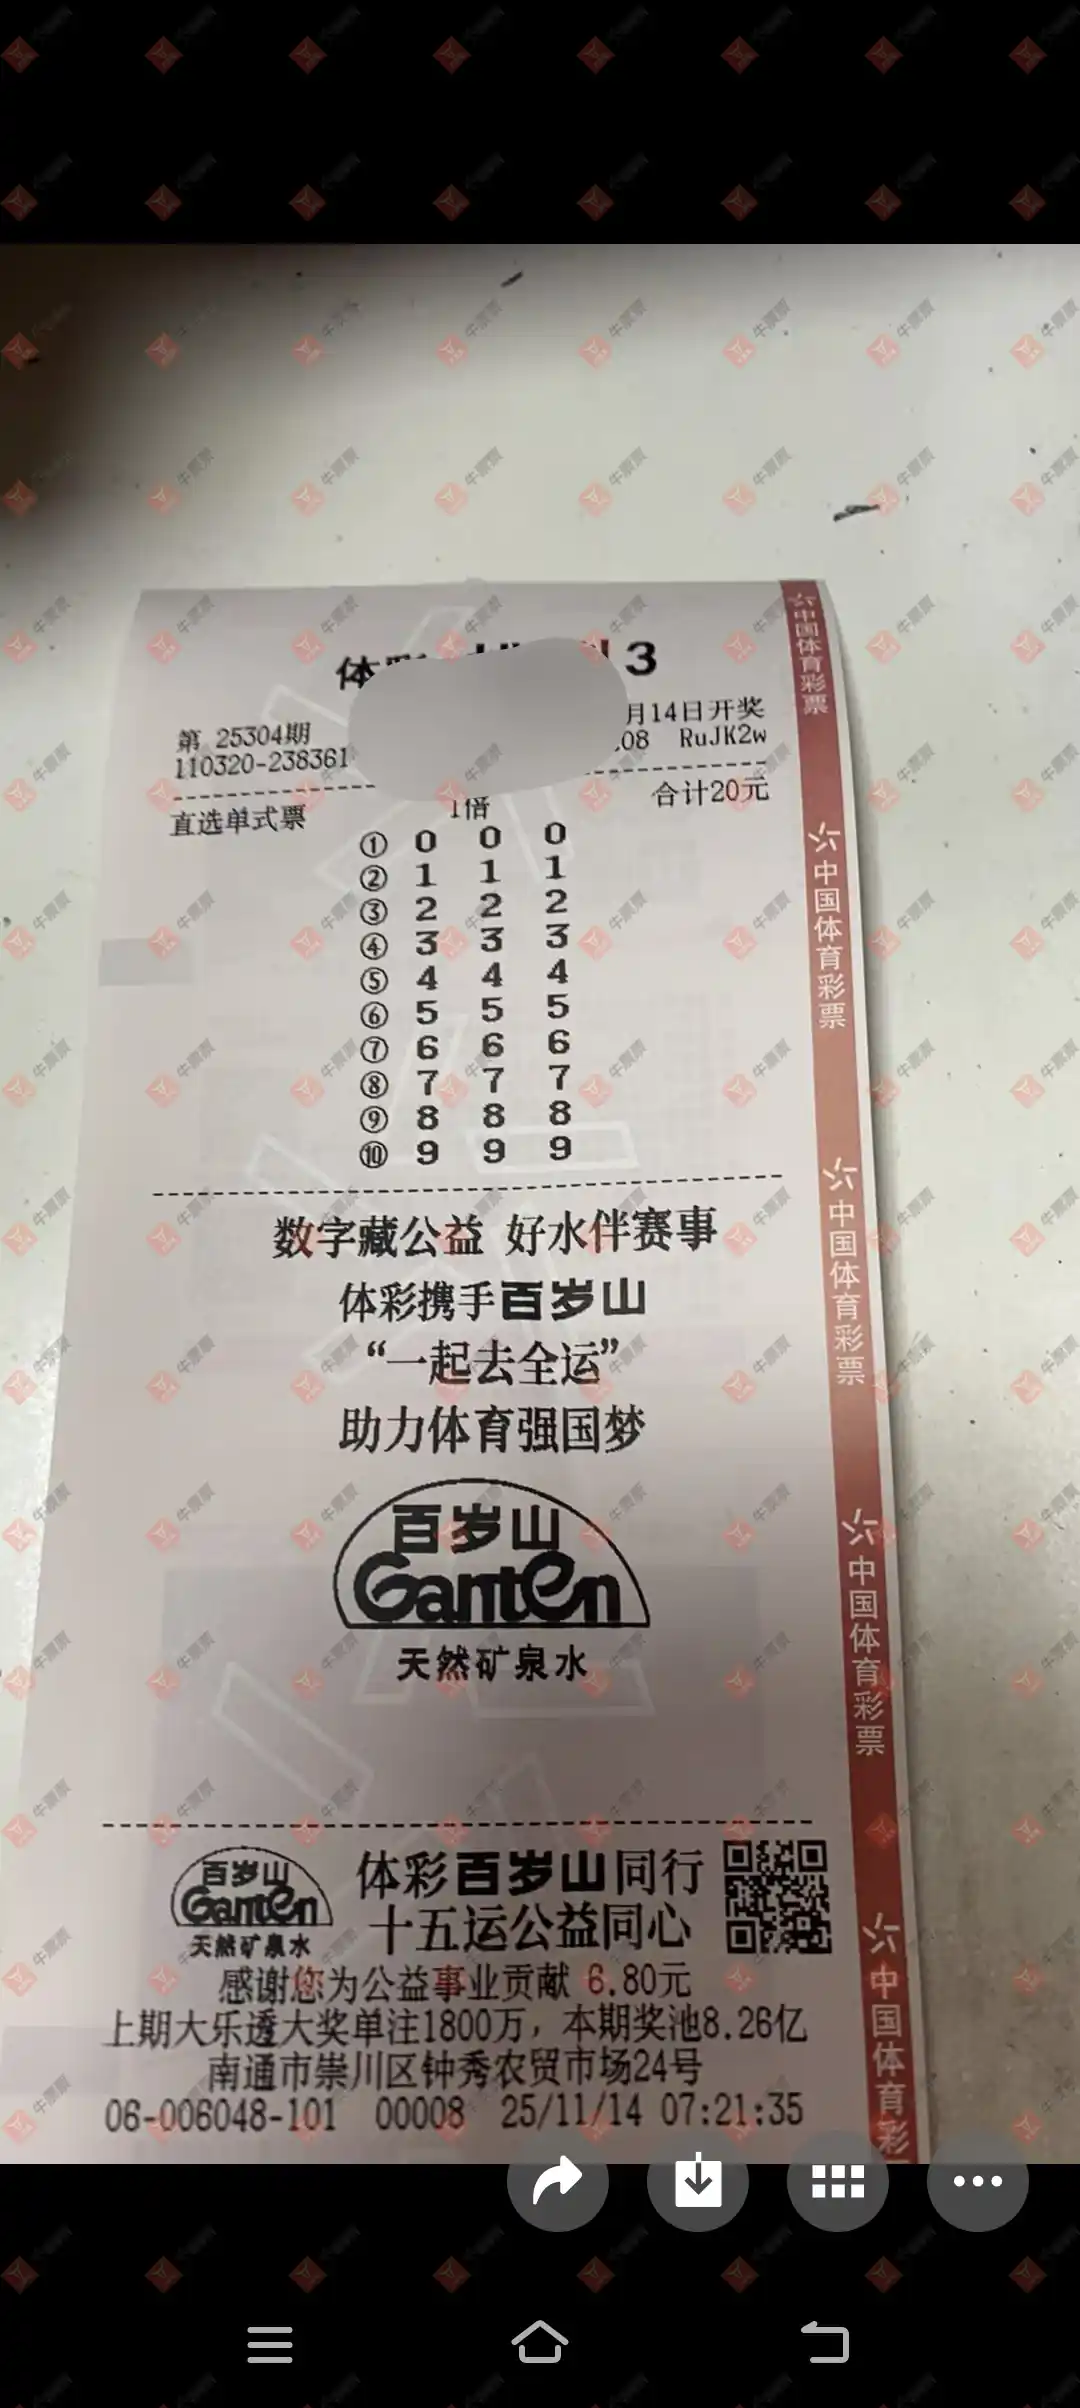 体彩 3
第 25304期
月14日开奖
110320-238361
08 RuJK2w
直选单式票
1倍
合计20元
① 0 0 0
② 1 1 1
③ 2 2 2
④ 3 3 3
⑤ 4 4 4
⑥ 5 5 5
⑦ 6 6 6
⑧ 7 7 7
⑨ 8 8 8
⑩ 9 9 9
数字藏公益 好水伴赛事
体彩携手百岁山
“一起去全运”
助力体育强国梦
百岁山
Ganten
天然矿泉水
百岁山
Ganten
天然矿泉水
体彩百岁山同行
十五运公益同心
感谢您为公益事业贡献 6.80元
上期大乐透大奖单注1800万，本期奖池8.26亿
南通市崇川区钟秀农贸市场24号
06-006048-101 00008 25/11/14 07:21:35
中国体育彩票
中国体育彩票
中国体育彩票
中国体育彩票
中国体育彩
牛票票